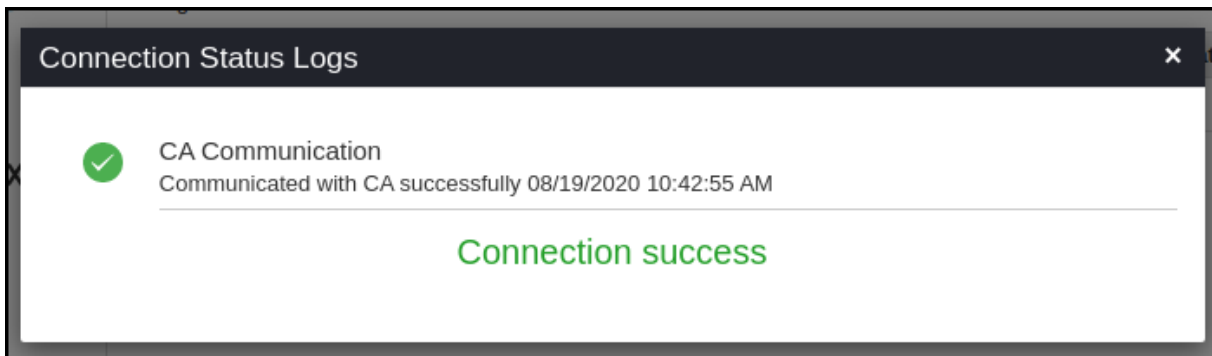 Connection Status Logs
CA Communication
Communicated with CA successfully 08/19/2020 10:42:55 AM
Connection success